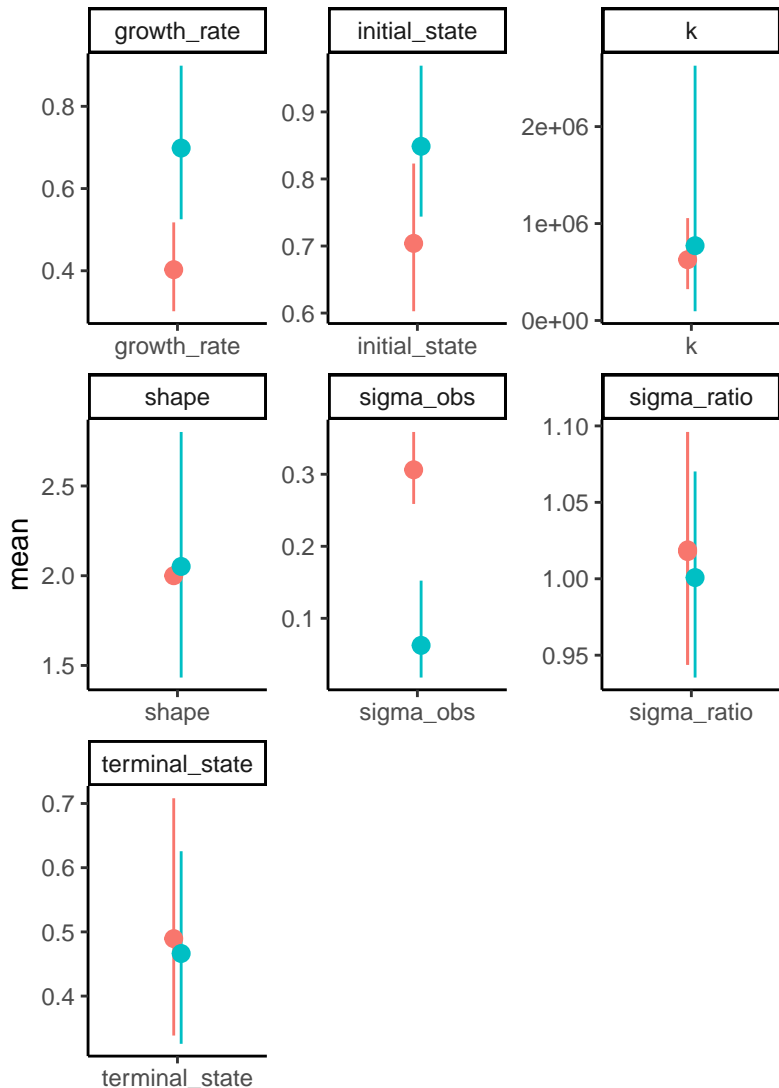 growth_rate
initial_state
k
0.8
0.6
0.4
0.9
0.8
0.7
0.6
2e+06
1e+06
0e+00
growth_rate
initial_state
k
shape
sigma_obs
sigma_ratio
mean
2.5
2.0
1.5
0.3
0.2
0.1
1.10
1.05
1.00
0.95
shape
sigma_obs
sigma_ratio
terminal_state
0.7
0.6
0.5
0.4
terminal_state